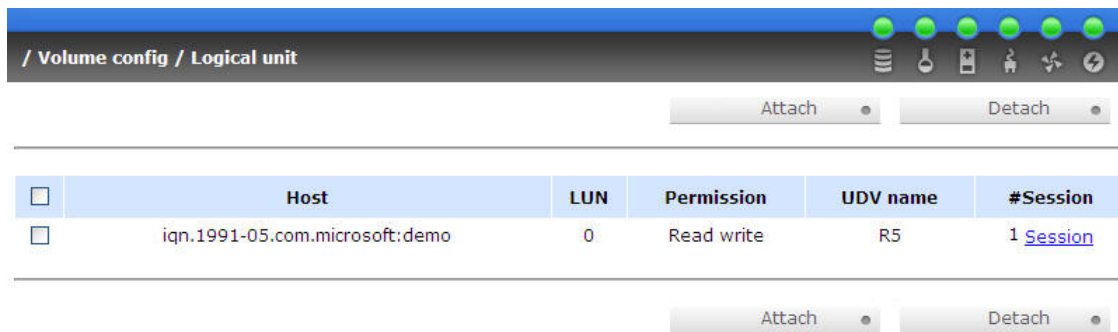 / Volume config / Logical unit
Attach Detach
Host LUN Permission UDV name #Session
iqn.1991-05.com.microsoft:demo 0 Read write R5 1 Session
Attach Detach